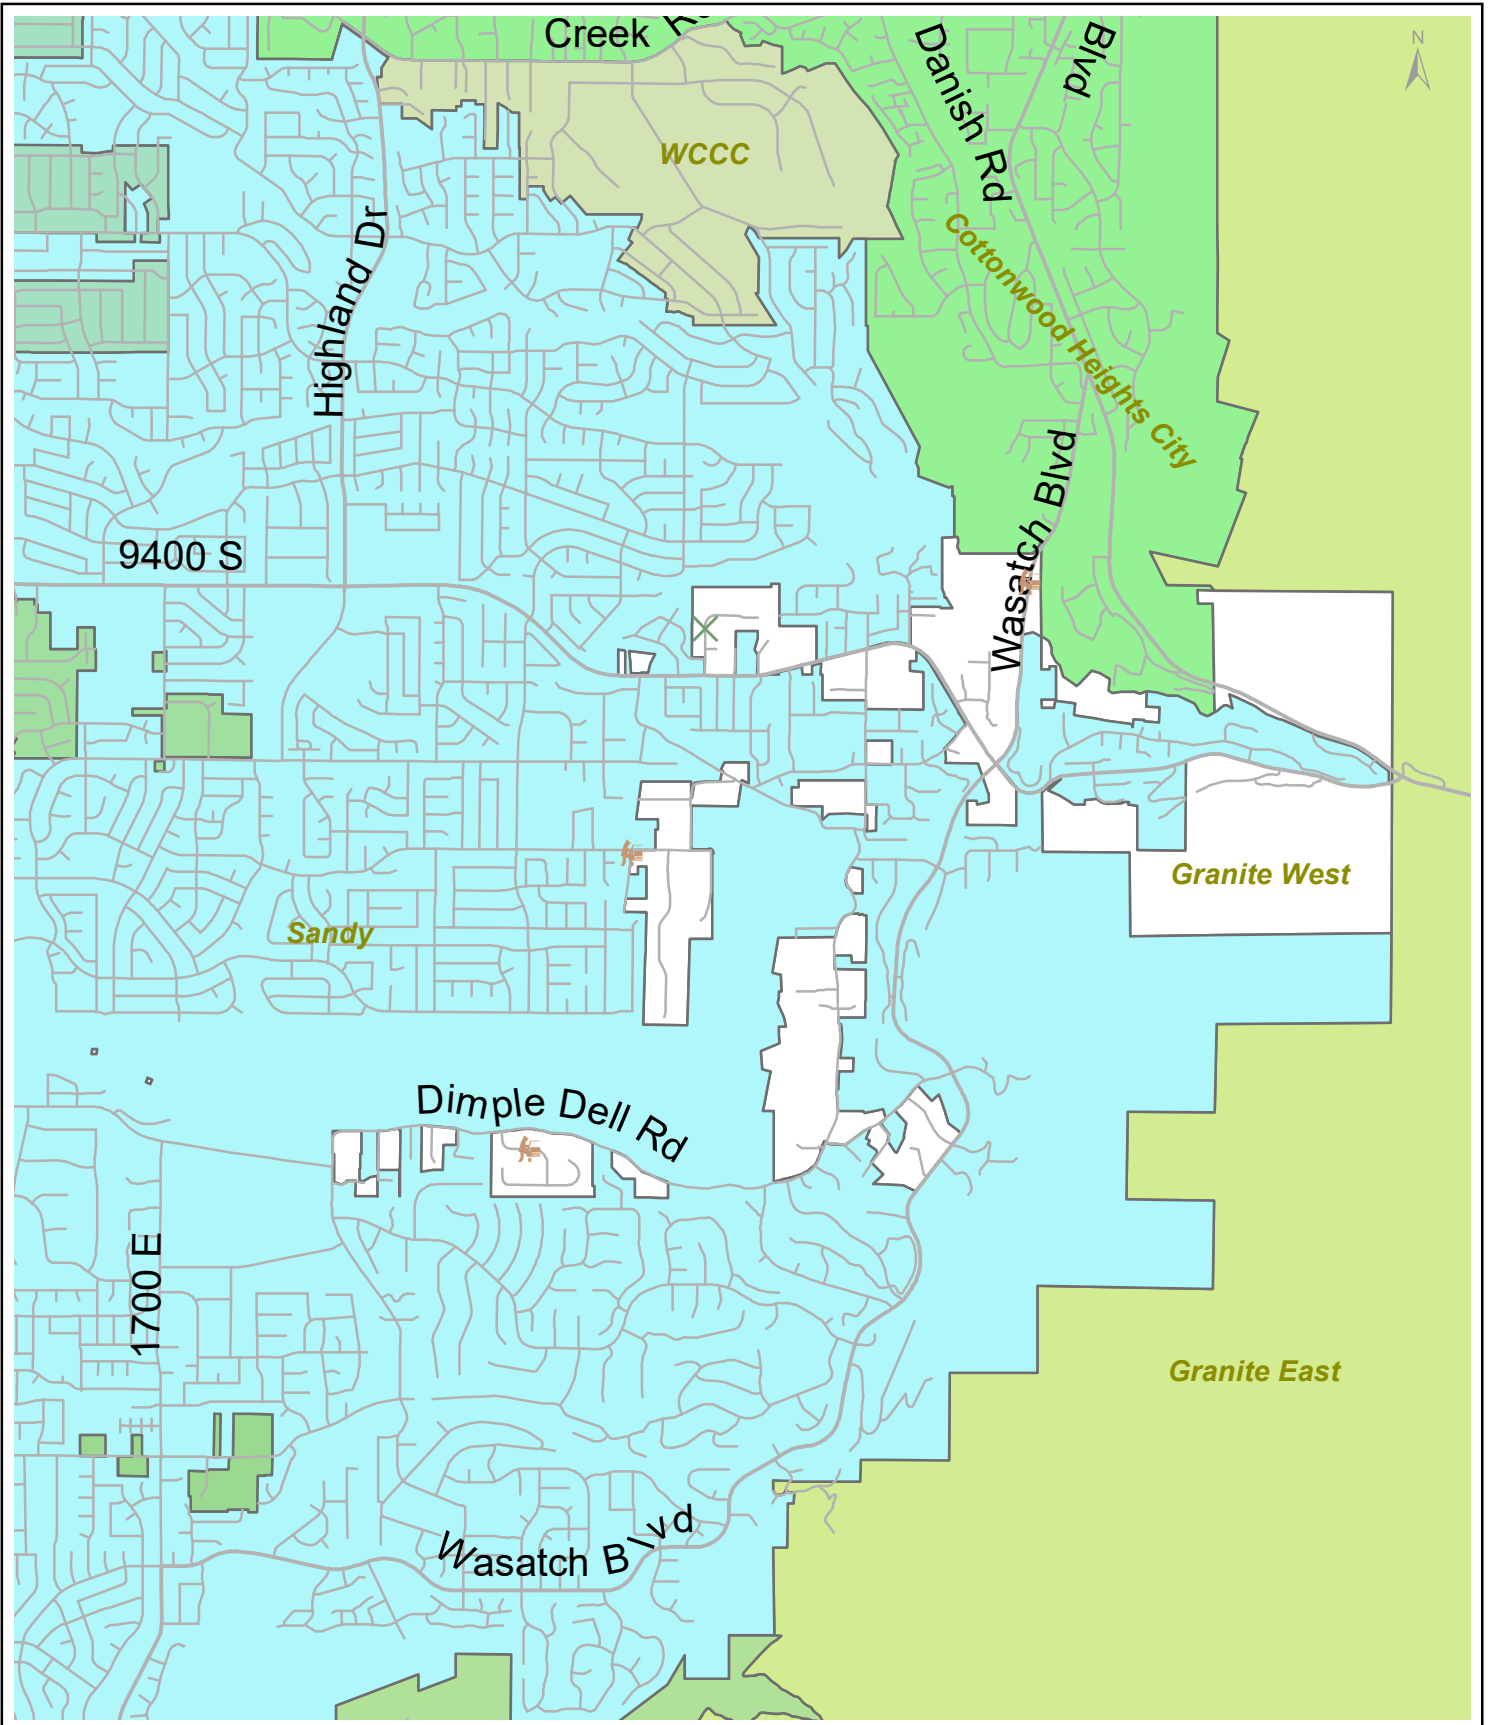 Creek
Danish Rd
Blvd
N
WCCC
Cottonwood Heights City
Highland Dr
Wasatch Blvd
9400 S
Granite West
Sandy
Dimple Dell Rd
1700 E
Granite East
Wasatch Blvd